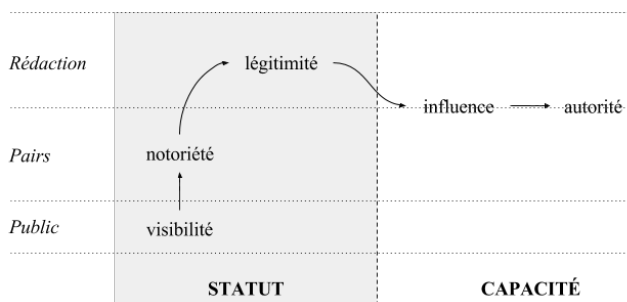 Rédaction
légitimité
influence
autorité
Pairs
notoriété
Public
visibilité
STATUT
CAPACITÉ